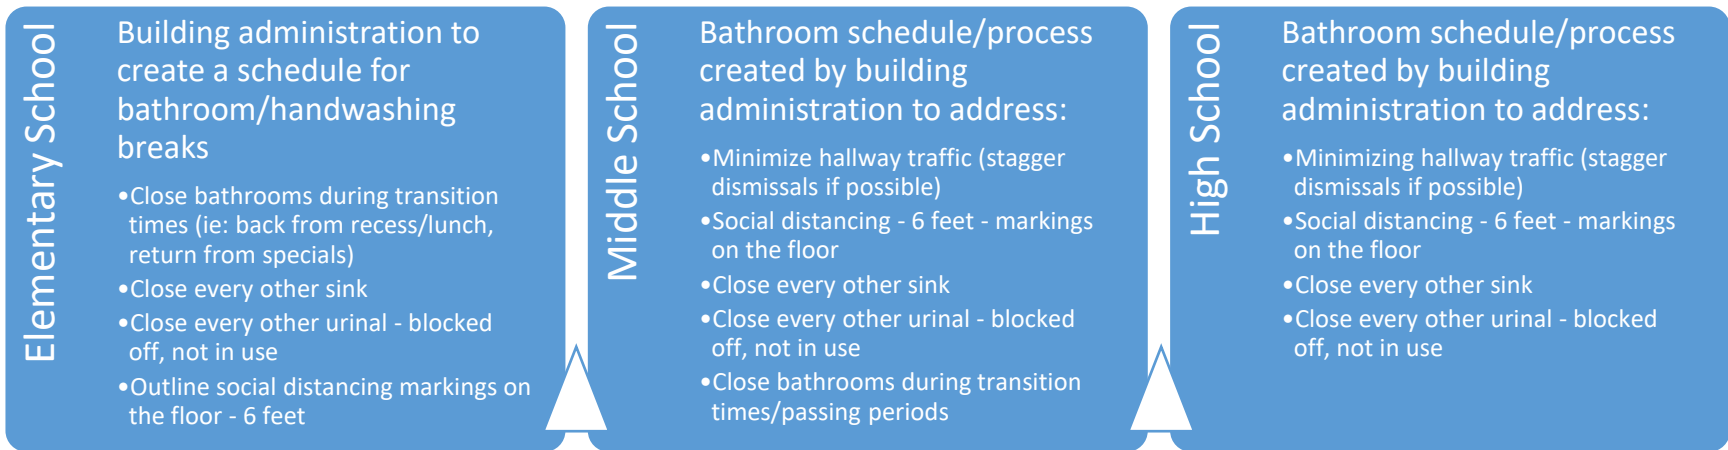 Elementary School
Building administration to
create a schedule for
bathroom/handwashing
breaks
•Close bathrooms during transition
times (ie: back from recess/lunch,
return from specials)
•Close every other sink
•Close every other urinal - blocked
off, not in use
•Outline social distancing markings on
the floor - 6 feet
Middle School
Bathroom schedule/process
created by building
administration to address:
•Minimize hallway traffic (stagger
dismissals if possible)
•Social distancing - 6 feet - markings
on the floor
•Close every other sink
•Close every other urinal - blocked
off, not in use
•Close bathrooms during transition
times/passing periods
High School
Bathroom schedule/process
created by building
administration to address:
•Minimizing hallway traffic (stagger
dismissals if possible)
•Social distancing - 6 feet - markings
on the floor
•Close every other sink
•Close every other urinal - blocked
off, not in use